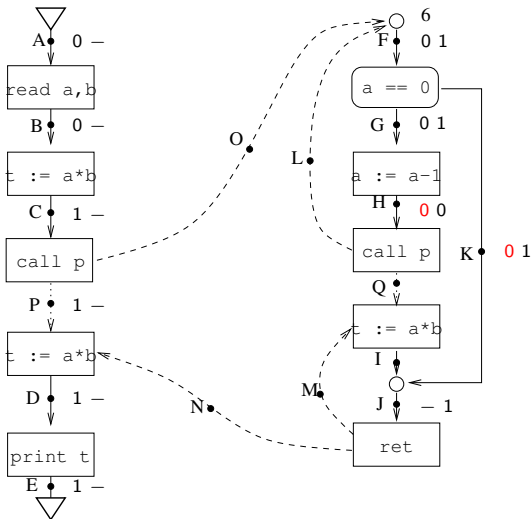 A 0 –
read a,b
B 0 –
t := a*b
C 1 –
call p
P 1 –
t := a*b
D 1 –
print t
E 1 –
O
N
6
F 0 1
a == 0
G 0 1
L
a := a-1
H 0 0
call p
K 0 1
Q
t := a*b
I
M
J – 1
ret